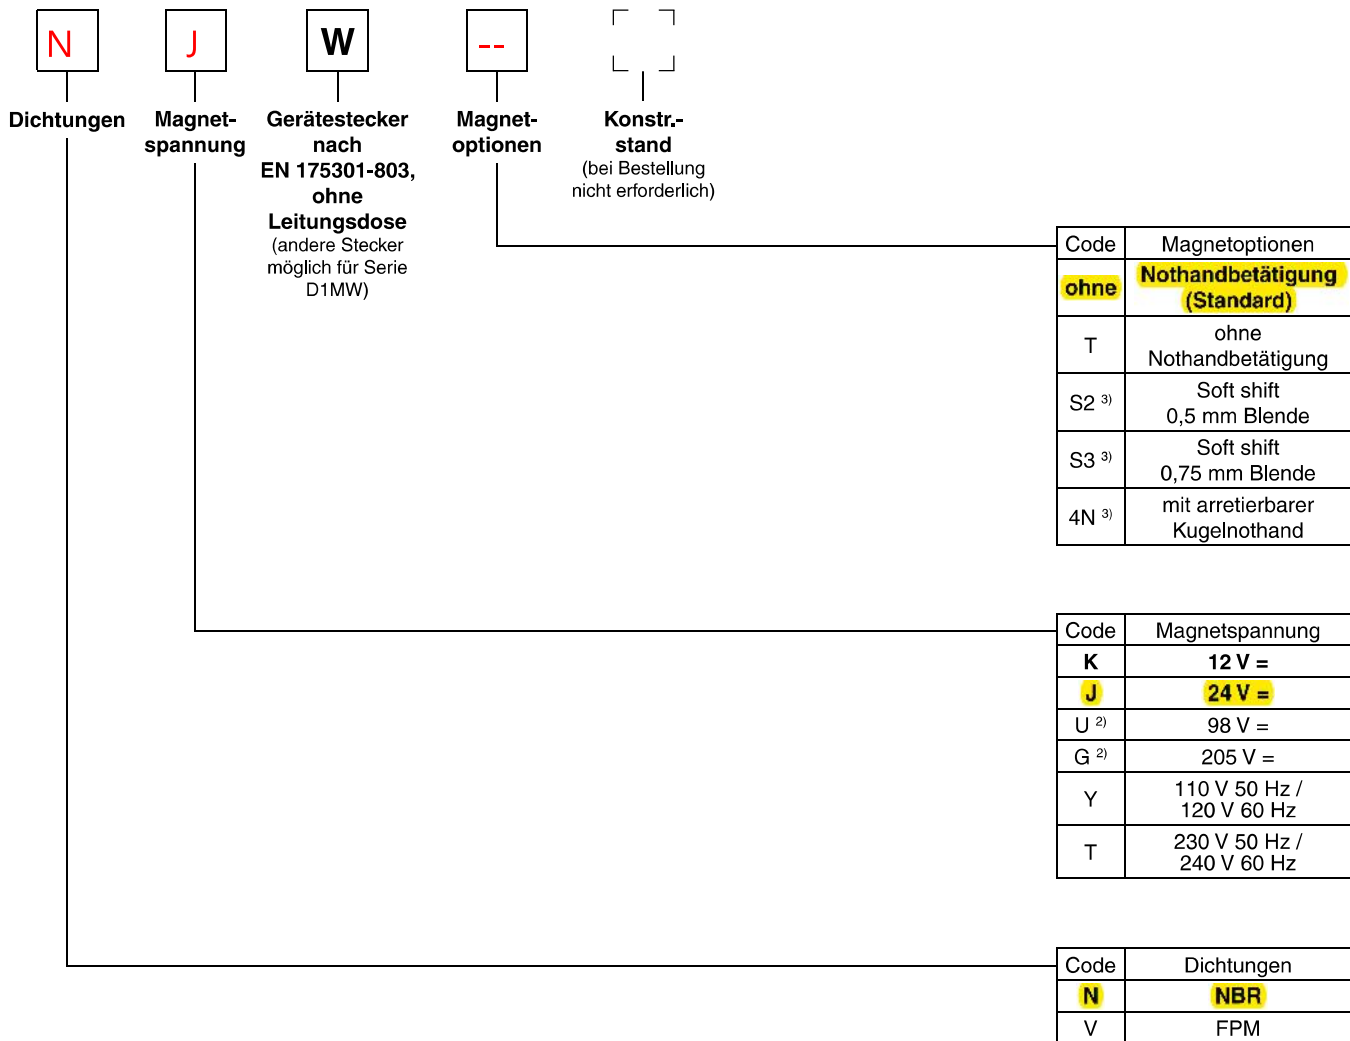 N J W --
Dichtungen
Magnet-
spannung
Gerätestecker
nach
EN 175301-803,
ohne
Leitungsdose
(andere Stecker
möglich für Serie
D1MW)
Magnet-
optionen
Konstr.-
stand
(bei Bestellung
nicht erforderlich)
Code Magnetoptionen
ohne Nothandbetätigung
(Standard)
T ohne
Nothandbetätigung
S2 3) Soft shift
0,5 mm Blende
S3 3) Soft shift
0,75 mm Blende
4N 3) mit arretierbarer
Kugelnothand
Code Magnetspannung
K 12 V =
J 24 V =
U 2) 98 V =
G 2) 205 V =
Y 110 V 50 Hz /
120 V 60 Hz
T 230 V 50 Hz /
240 V 60 Hz
Code Dichtungen
N NBR
V FPM